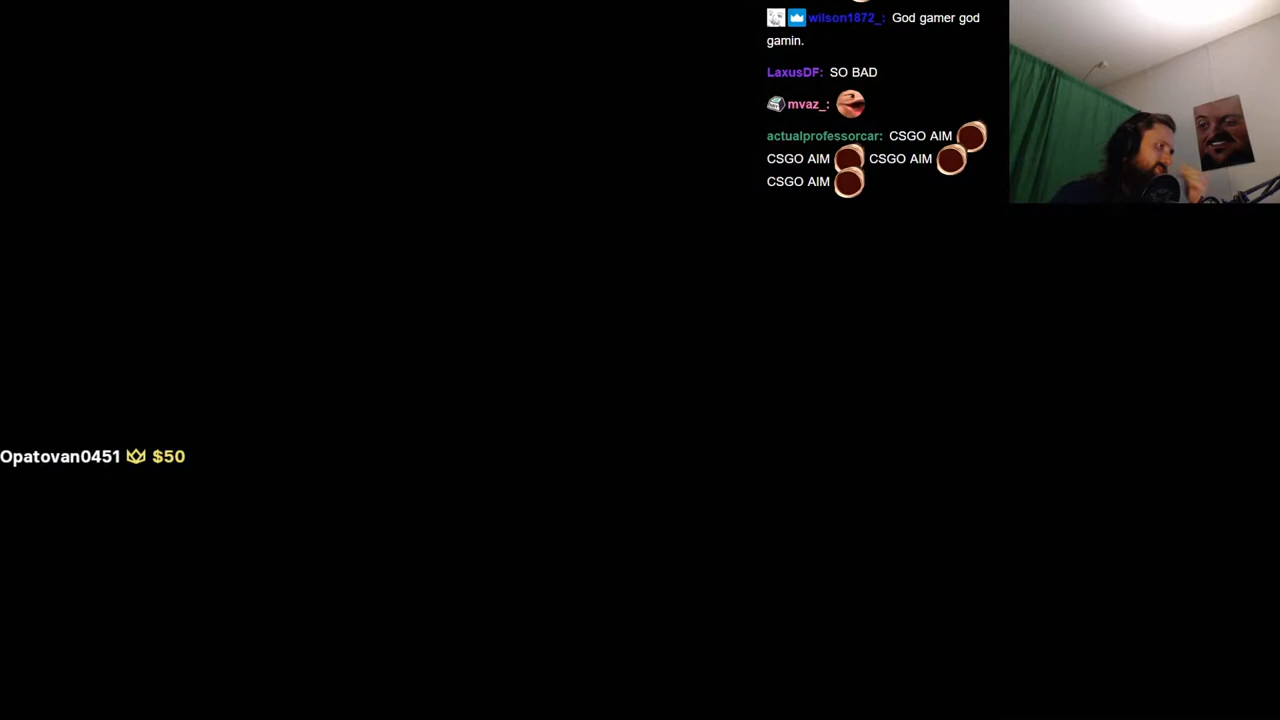 wilson1872_: God gamer god
gamin.
LaxusDF: SO BAD
mvaz_:
actualprofessorcar: CSGO AIM
CSGO AIM CSGO AIM
CSGO AIM
Opatovan0451 $50